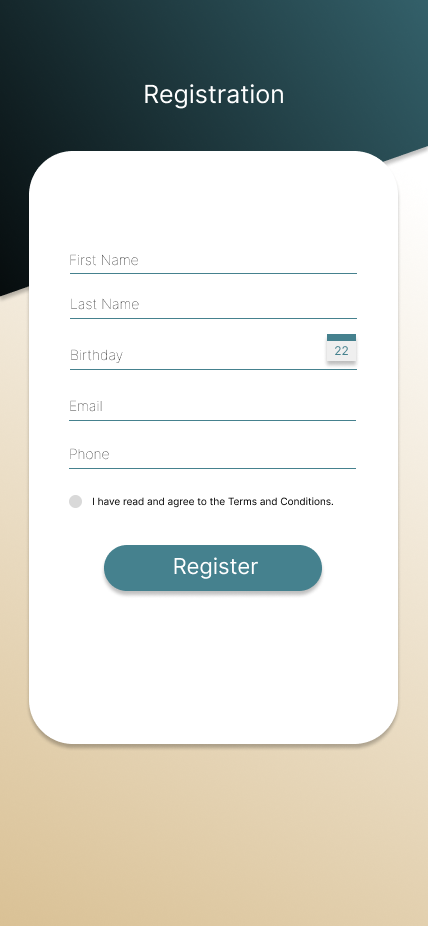 Registration
First Name
Last Name
Birthday
22
Email
Phone
I have read and agree to the Terms and Conditions.
Register